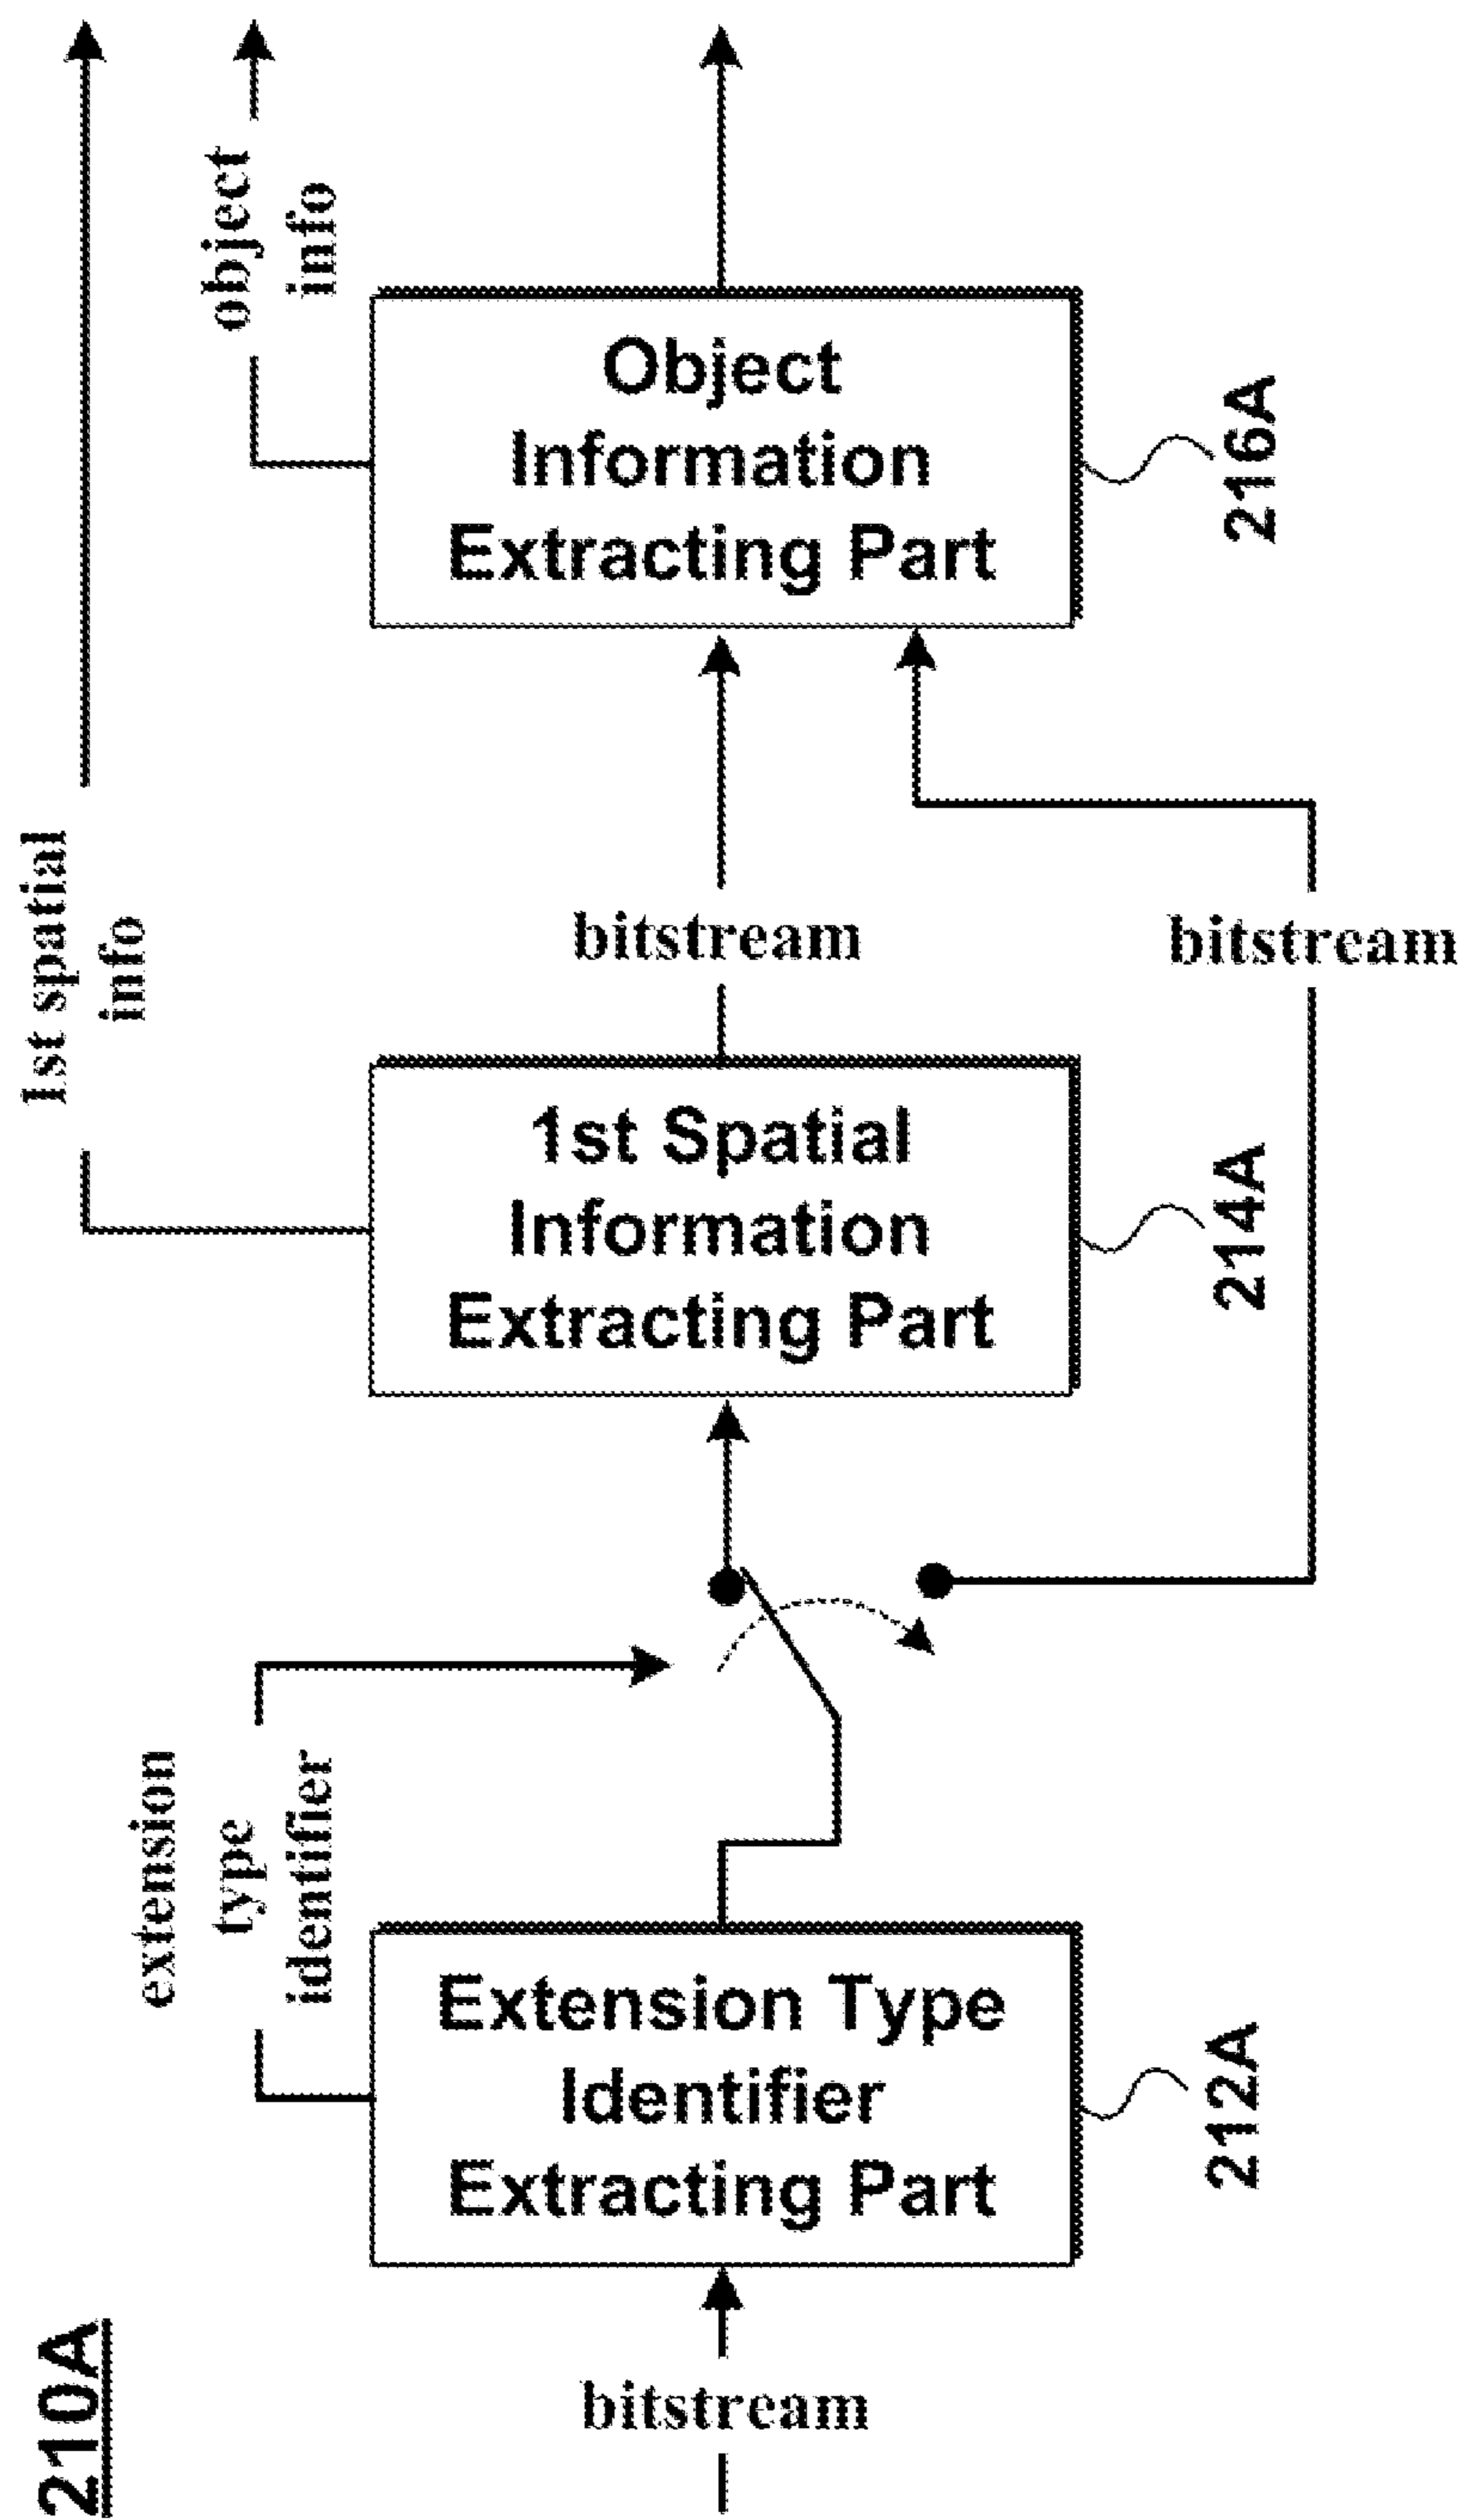 1st spatial
info
object
info
Object
Information
Extracting Part
216A
bitstream
bitstream
1st Spatial
Information
Extracting Part
214A
extension
type
identifier
Extension Type
Identifier
Extracting Part
212A
210A
bitstream